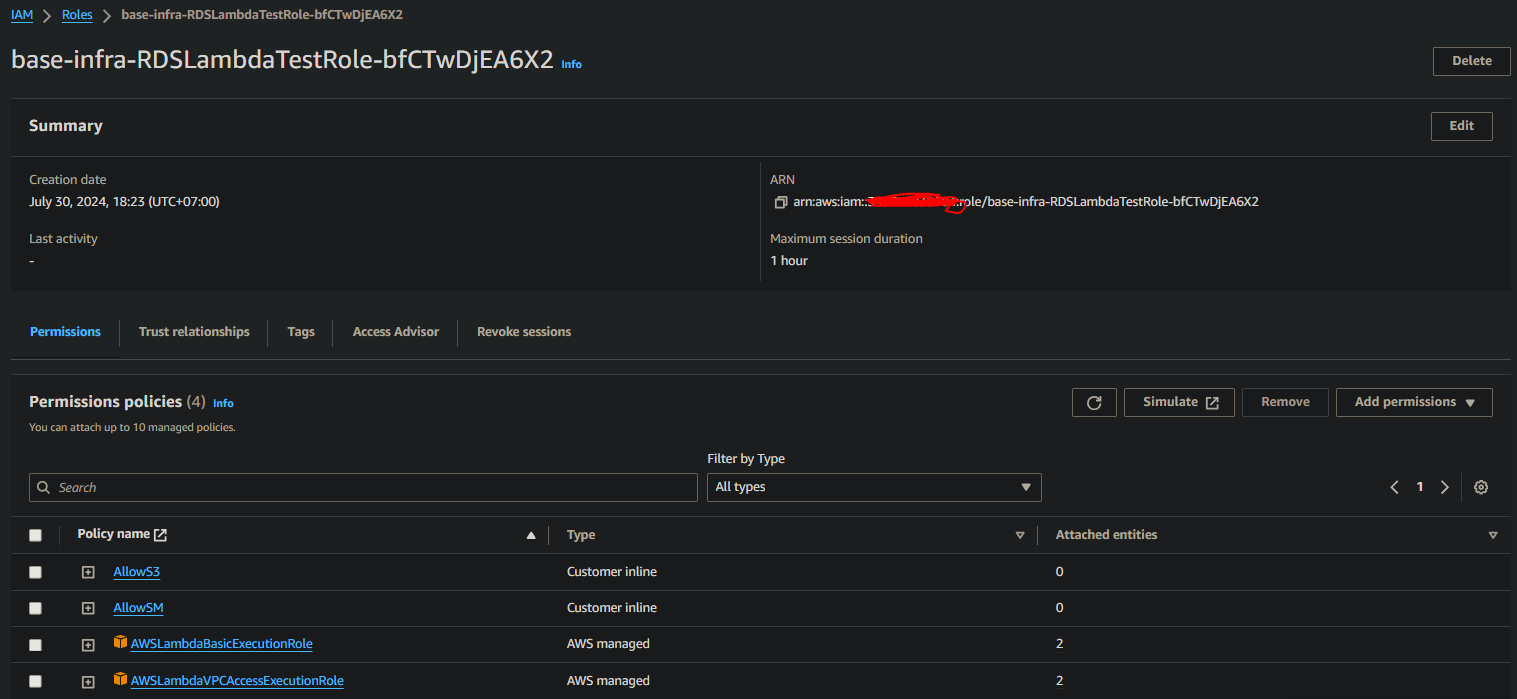 IAM > Roles > base-infra-RDSLambdaTestRole-bfCTwDjEA6X2
base-infra-RDSLambdaTestRole-bfCTwDjEA6X2 Info
Delete
Summary
Edit
Creation date
July 30, 2024, 18:23 (UTC+07:00)
ARN
arn:aws:iam:: :role/base-infra-RDSLambdaTestRole-bfCTwDjEA6X2
Last activity
-
Maximum session duration
1 hour
Permissions Trust relationships Tags Access Advisor Revoke sessions
Permissions policies (4) Info
You can attach up to 10 managed policies.
Simulate Remove Add permissions
Filter by Type
Search
All types
1
Policy name Type Attached entities
AllowS3 Customer inline 0
AllowSM Customer inline 0
AWSLambdaBasicExecutionRole AWS managed 2
AWSLambdaVPCAccessExecutionRole AWS managed 2